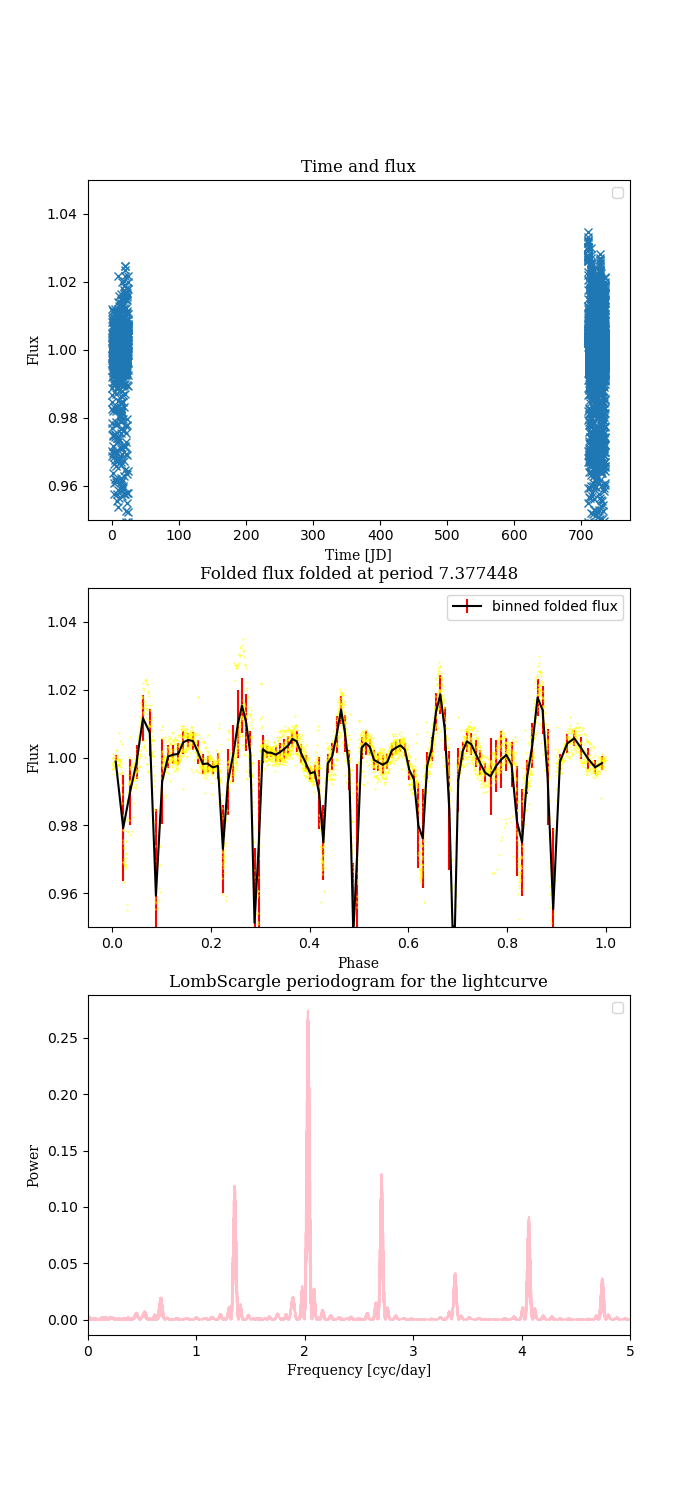 Time and flux
1.04
1.02
1.00
0.98
0.96
Flux
0 100 200 300 400 500 600 700
Time [JD]
Folded flux folded at period 7.377448
binned folded flux
1.04
1.02
1.00
0.98
0.96
Flux
0.0 0.2 0.4 0.6 0.8 1.0
Phase
LombScargle periodogram for the lightcurve
0.25
0.20
0.15
0.10
0.05
0.00
Power
0 1 2 3 4 5
Frequency [cyc/day]